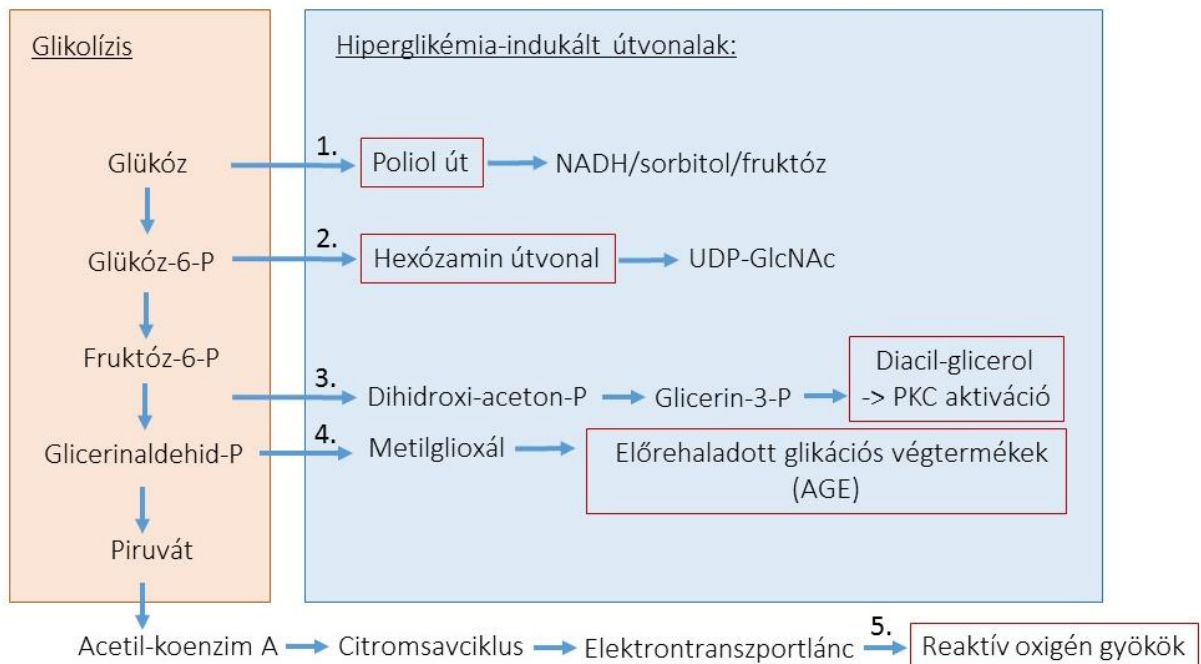 Glikolízis
Hiperglikémia-indukált útvonalak:
Glükóz
1.
Poliol út
NADH/sorbitol/fruktóz
Glükóz-6-P
2.
Hexózamin útvonal
UDP-GlcNAc
Fruktóz-6-P
3.
Dihidroxi-aceton-P
Glicerin-3-P
Diacil-glicerol
-> PKC aktiváció
Glicerinaldehid-P
4.
Metilglioxál
Előrehaladott glikációs végtermékek
(AGE)
Piruvát
Acetil-koenzim A
Citromsavciklus
Elektrontranszportlánc
5.
Reaktív oxigén gyökök